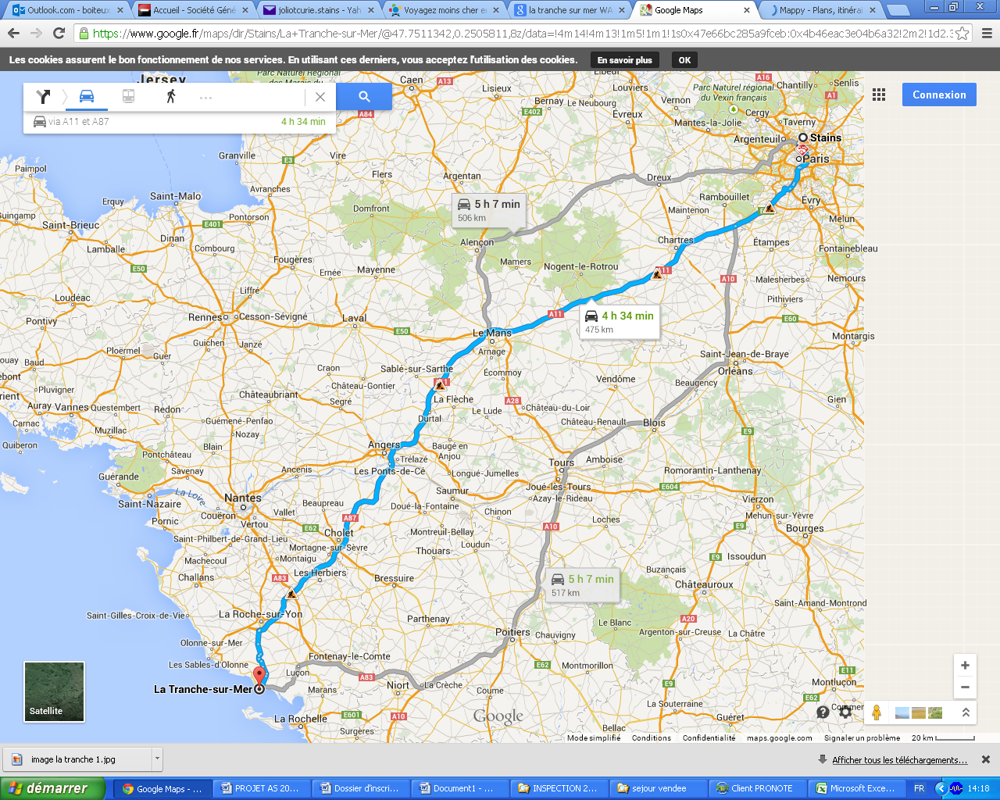 Outlook.com - boiteux
Accueil - Société Géné
joliotcurie.stains - Yah
Voyagez moins cher e
la tranche sur mer WA
Google Maps
Mappy - Plans, itinérai
https://www.google.fr/maps/dir/Stains/La+Tranche-sur-Mer/@47.7511342,0.2505811,8z/data=!4m14!4m13!1m5!1m1!1s0x47e66bc285a9fceb:0x4b46eac3e04b6a32!2m2!1d2.
Les cookies assurent le bon fonctionnement de nos services. En utilisant ces derniers, vous acceptez l'utilisation des cookies. En savoir plus OK
via A11 et A87 4 h 34 min
Connexion
Jersey
Parc Naturel Régional
des Marais du
Caen A13 Lisieux
Bernay Le Neubourg
Louviers
E402
Évreux
Vernon
Mantes-la-Jolie
Parc naturel régional
du Vexin français
A16
Chantilly
Senlis
A1
Cergy
Taverny
Argenteuil
Stains
Paris
A84
Granville
Vire
E3
Flers
Argentan
Avranches
Dreux
Rambouillet
Évry
Melun
Maintenon
Paimpol
Saint-Malo
Erquy
Pontorson
Guingamp
Saint-Brieuc
E401
Dinan
Lamballe
Combourg
Domfront
5 h 7 min
506 km
Alençon
Mamers
Nogent-le-Rotrou
Chartres
Étampes
Fontainebleau
E50
Fougères
Ernée
Mayenne
A11
A10
Malesherbes
Nemours
Loudéac
Liffré
Pithiviers
Pontivy
Rennes
Cesson-Sévigné
Laval
A11
4 h 34 min
475 km
E60
Montargis
E50
Le Mans
Guichen
Janzé
Arnage
Ploërmel
Guer
Baud
Craon
Sablé-sur-Sarthe
Écommoy
Saint-Jean-de-Braye
Orléans
Pluvigner
Château-Gontier
Vendôme
Beaugency
Auray
Vannes
Questembert
Redon
Châteaubriant
Segré
La Flèche
A28
Château-du-Loir
Gien
Carnac
Muzillac
Guémené-Penfao
Durtal
Le Lude
Château-Renault
Blois
Quiberon
Nozay
Blain
Angers
Trélazé
Baugé en
Anjou
Tours
Amboise
E9
Pontchâteau
Guérande
Savenay
Ancenis
Les Ponts-de-Cé
Longué-Jumelles
Romorantin-Lanthenay
La Loire
Joué-lès-Tours
E604
Saint-Nazaire
Nantes
Saumur
Azay-le-Rideau
Vierzon
Beaupreau
Doué-la-Fontaine
Couëron
Vallet
Vertou
Chinon
Loches
Mehun-sur-Yèvre
Pornic
E62
A87
A10
E9
Bourges
Cholet
Montreuil-Bellay
Saint-Philbert-de-Grand-Lieu
Mortagne-sur-Sèvre
Loudun
Machecoul
Montaigu
Thouars
E9
Issoudun
Challans
A83
Les Herbiers
Bressuire
5 h 7 min
517 km
Buzançais
Châteauroux
Saint-Amand-Montrond
Saint-Gilles-Croix-de-Vie
La Roche-sur-Yon
Parthenay
Le Blanc
A20
Poitiers
Chauvigny
Argenton-sur-Creuse
La Châtre
Olonne-sur-Mer
Fontenay-le-Comte
Les Sables-d'Olonne
Luçon
A83
E62
Montmorillon
E11
La Tranche-sur-Mer
Marans
Niort
La Crèche
Coume
E9
Montluçon
La Souterraine
La Rochelle
E601
A10
Surgères
Google
Guéret
Bellac
Satellite
Mode simplifié Conditions Confidentialité maps.google.com Signaler un problème 20 km
image la tranche 1.jpg
Afficher tous les téléchargements...
démarrer
Google Maps - ...
PROJET AS 20...
Dossier d'inscri...
Document1 - ...
INSPECTION 2...
sejour vendee
Client PRONOTE
Microsoft Exce...
FR
14:18